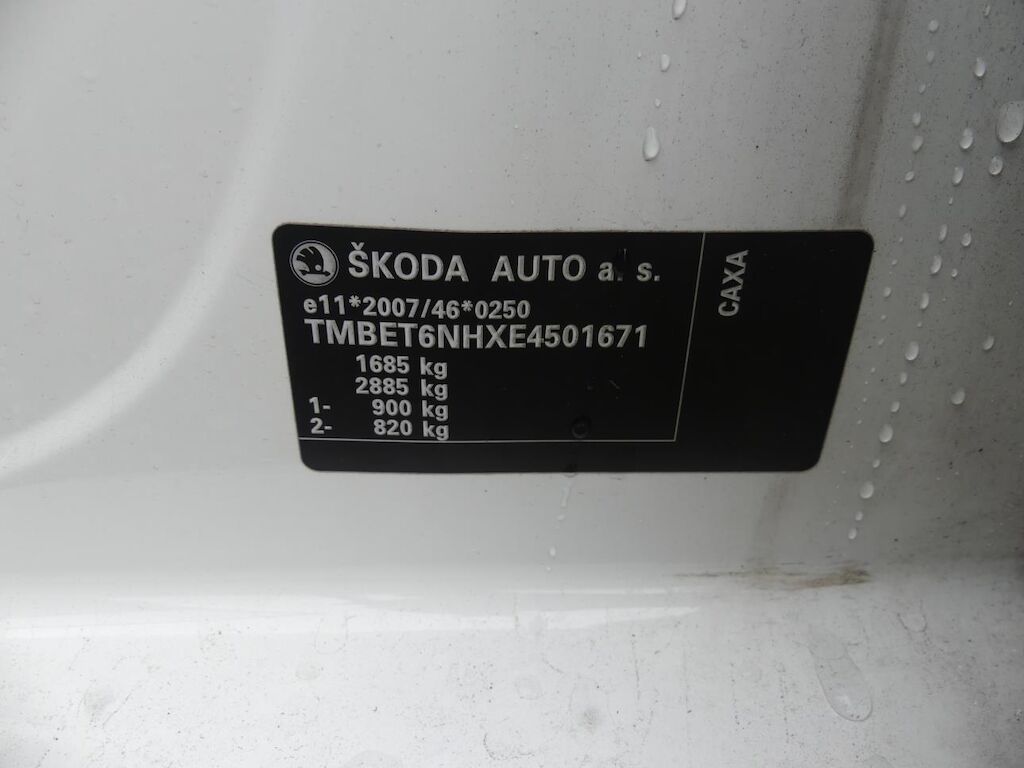 ŠKODA AUTO a. s.
e11*2007/46*0250
TMBET6NHXE4501671
1685 kg
2885 kg
1- 900 kg
2- 820 kg
CAXA